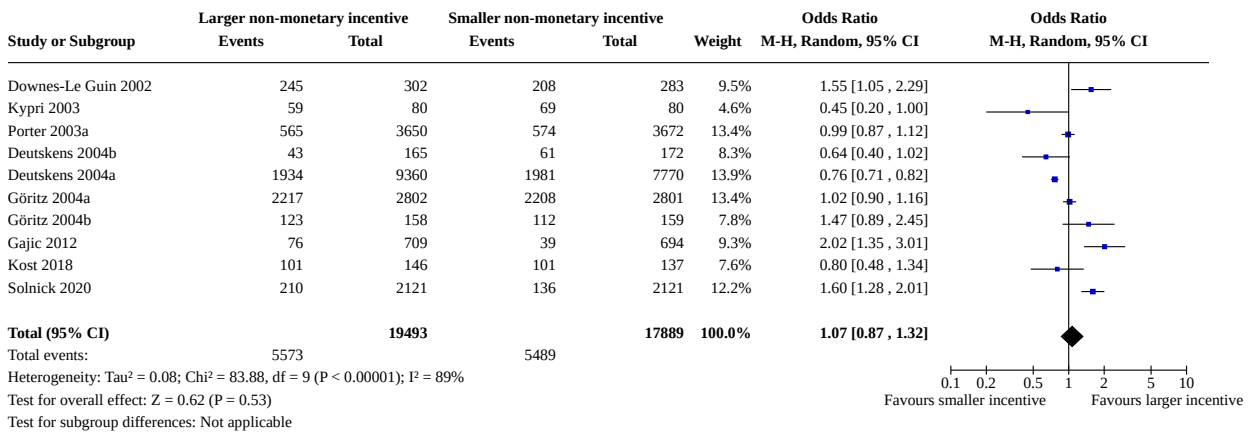 Larger non-monetary incentive Smaller non-monetary incentive Odds Ratio Odds Ratio
Study or Subgroup Events Total Events Total Weight M-H, Random, 95% CI M-H, Random, 95% CI
Downes-Le Guin 2002 245 302 208 283 9.5% 1.55 [1.05 , 2.29]
Kypri 2003 59 80 69 80 4.6% 0.45 [0.20 , 1.00]
Porter 2003a 565 3650 574 3672 13.4% 0.99 [0.87 , 1.12]
Deutskens 2004b 43 165 61 172 8.3% 0.64 [0.40 , 1.02]
Deutskens 2004a 1934 9360 1981 7770 13.9% 0.76 [0.71 , 0.82]
Göritz 2004a 2217 2802 2208 2801 13.4% 1.02 [0.90 , 1.16]
Göritz 2004b 123 158 112 159 7.8% 1.47 [0.89 , 2.45]
Gajic 2012 76 709 39 694 9.3% 2.02 [1.35 , 3.01]
Kost 2018 101 146 101 137 7.6% 0.80 [0.48 , 1.34]
Solnick 2020 210 2121 136 2121 12.2% 1.60 [1.28 , 2.01]
Total (95% CI) 19493 17889 100.0% 1.07 [0.87 , 1.32]
Total events: 5573 5489
Heterogeneity: Tau² = 0.08; Chi² = 83.88, df = 9 (P < 0.00001); I² = 89%
0.1 0.2 0.5 1 2 5 10
Test for overall effect: Z = 0.62 (P = 0.53) Favours smaller incentive Favours larger incentive
Test for subgroup differences: Not applicable